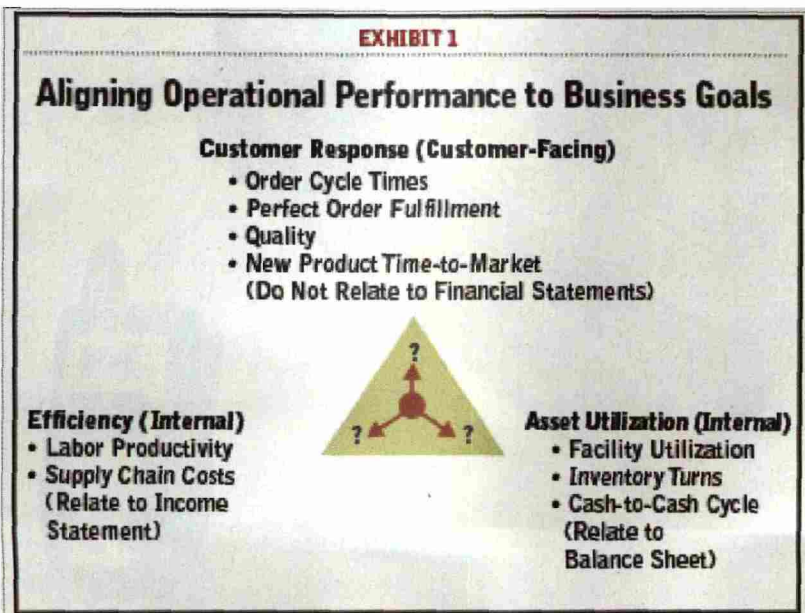 EXHIBIT 1
Aligning Operational Performance to Business Goals
Customer Response (Customer-Facing)
• Order Cycle Times
• Perfect Order Fulfillment
• Quality
• New Product Time-to-Market
(Do Not Relate to Financial Statements)
?
? ?
Efficiency (Internal)
• Labor Productivity
• Supply Chain Costs
(Relate to Income
Statement)
Asset Utilization (Internal)
• Facility Utilization
• Inventory Turns
• Cash-to-Cash Cycle
(Relate to
Balance Sheet)